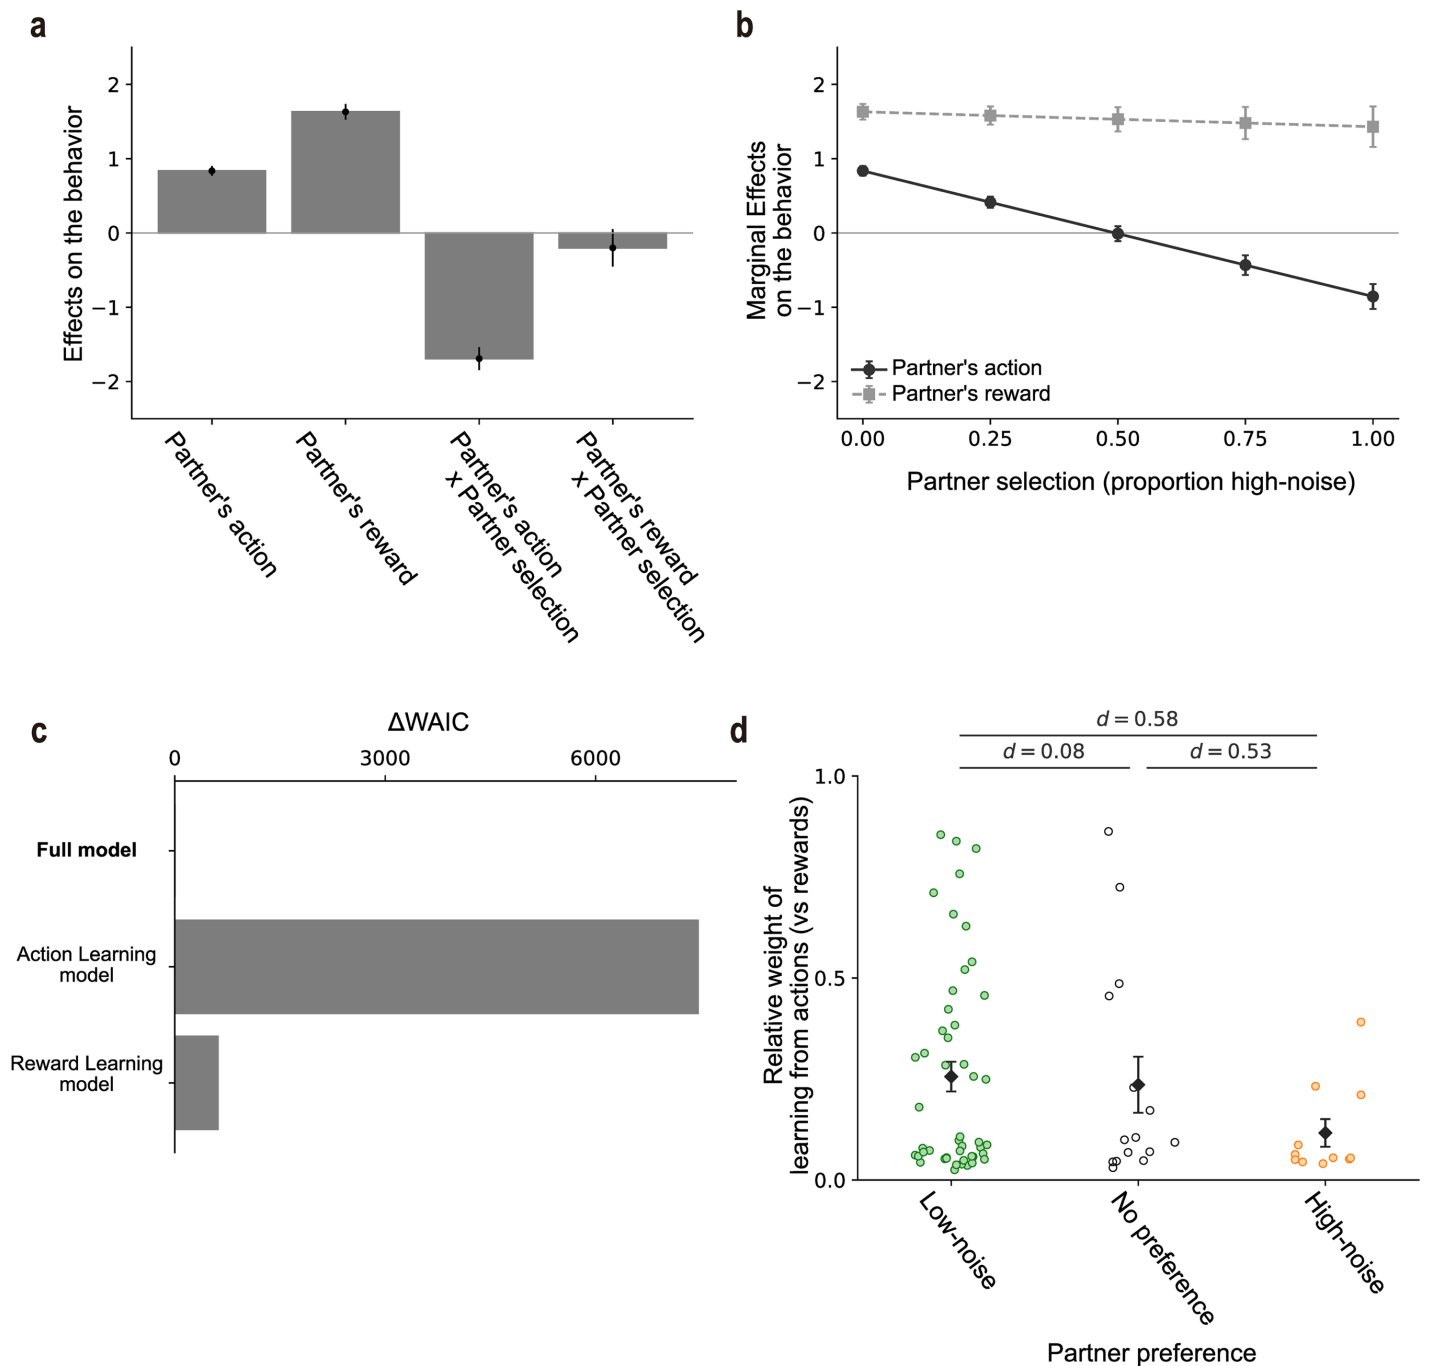 a
2
1
0
−1
−2
Effects on the behavior
Partner's action
Partner's reward
Partner's action
x Partner selection
Partner's reward
x Partner selection
b
2
1
0
−1
−2
Marginal Effects
on the behavior
Partner's action
Partner's reward
0.00 0.25 0.50 0.75 1.00
Partner selection (proportion high-noise)
c
ΔWAIC
0 3000 6000
Full model
Action Learning
model
Reward Learning
model
d
d = 0.58
d = 0.08 d = 0.53
1.0
0.5
0.0
Relative weight of
learning from actions (vs rewards)
Low-noise
No preference
High-noise
Partner preference